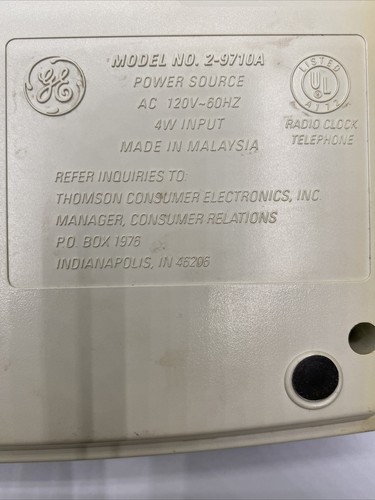 GE
MODEL NO. 2-9710A
POWER SOURCE
AC 120V~60HZ
4W INPUT
MADE IN MALAYSIA
LISTED
UL
RADIO CLOCK
TELEPHONE
REFER INQUIRIES TO:
THOMSON CONSUMER ELECTRONICS, INC.
MANAGER, CONSUMER RELATIONS
P.O. BOX 1976
INDIANAPOLIS, IN 46206